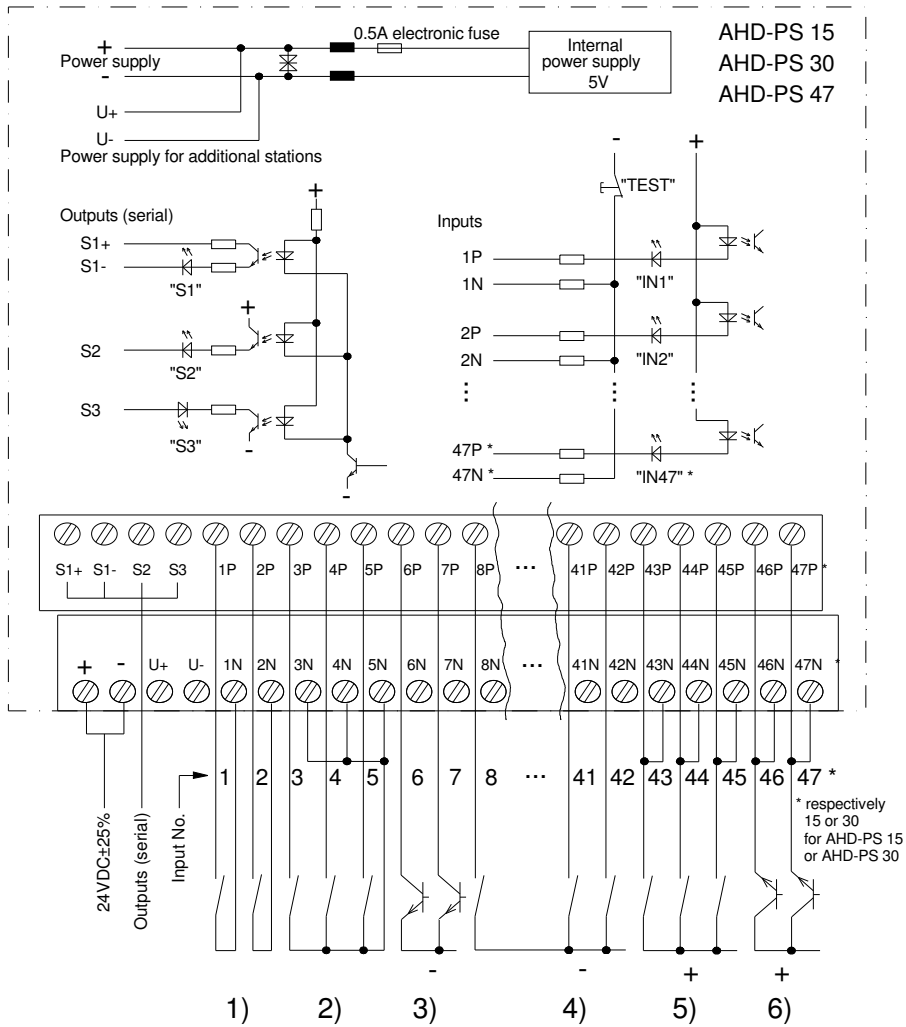 AHD-PS 15
AHD-PS 30
AHD-PS 47
+
0.5A electronic fuse
Power supply
-
Internal
power supply
5V
U+
U-
Power supply for additional stations
Outputs (serial)
+
S1+
S1-
"S1"
+
S2
"S2"
S3
"S3"
-
-
-
+
"TEST"
Inputs
1P
1N
"IN1"
2P
2N
"IN2"
47P *
47N *
"IN47" *
S1+ S1- S2 S3 1P 2P 3P 4P 5P 6P 7P 8P ... 41P 42P 43P 44P 45P 46P 47P *
+ - U+ U- 1N 2N 3N 4N 5N 6N 7N 8N ... 41N 42N 43N 44N 45N 46N 47N *
24VDC±25%
Outputs (serial)
Input No.
1 2 3 4 5 6 7 8 ... 41 42 43 44 45 46 47 *
* respectively
15 or 30
for AHD-PS 15
or AHD-PS 30
- - + +
1) 2) 3) 4) 5) 6)